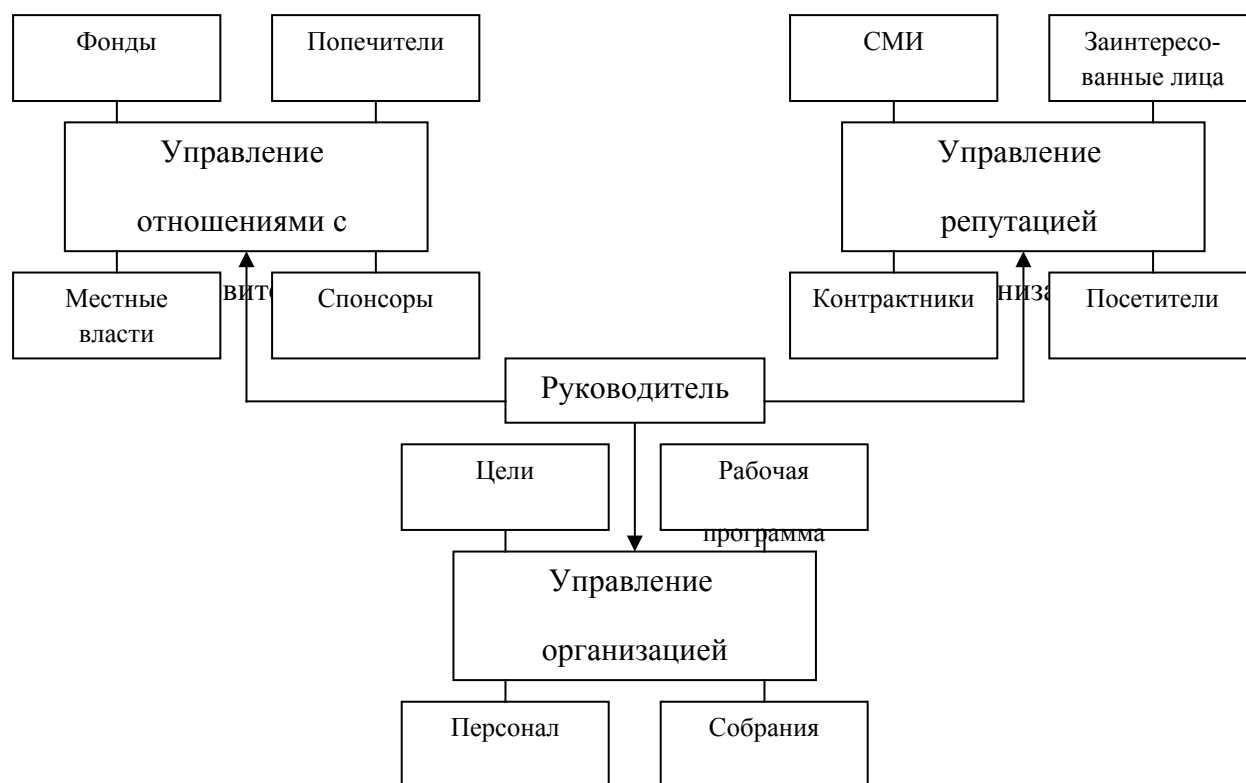 Фонды
Попечители
СМИ
Заинтересо-
ванные лица
Управление
отношениями с
Управление
репутацией
Местные
власти
Спонсоры
Контрактники
Посетители
Руководитель
Цели
Рабочая
программа
Управление
организацией
Персонал
Собрания